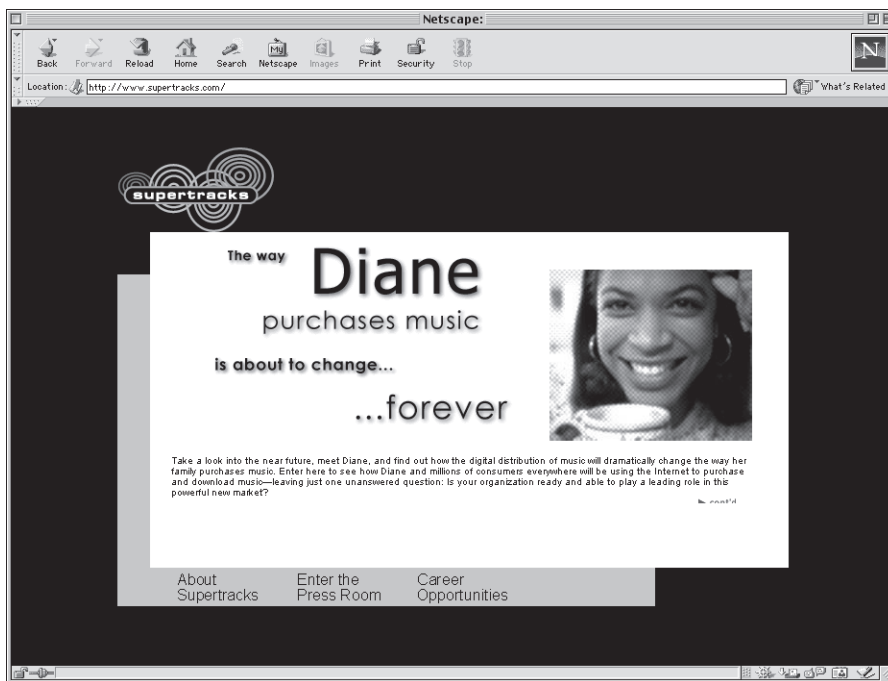 Netscape:
Back Forward Reload Home Search Netscape Images Print Security Stop
My
N
Location: http://www.supertracks.com/ What's Related
supertracks
The way Diane
purchases music
is about to change...
...forever
Take a look into the near future, meet Diane, and find out how the digital distribution of music will dramatically change the way her
family purchases music. Enter here to see how Diane and millions of consumers everywhere will be using the Internet to purchase
and download music—leaving just one unanswered question: Is your organization ready and able to play a leading role in this
powerful new market?
cont'd
About Enter the Career
Supertracks Press Room Opportunities